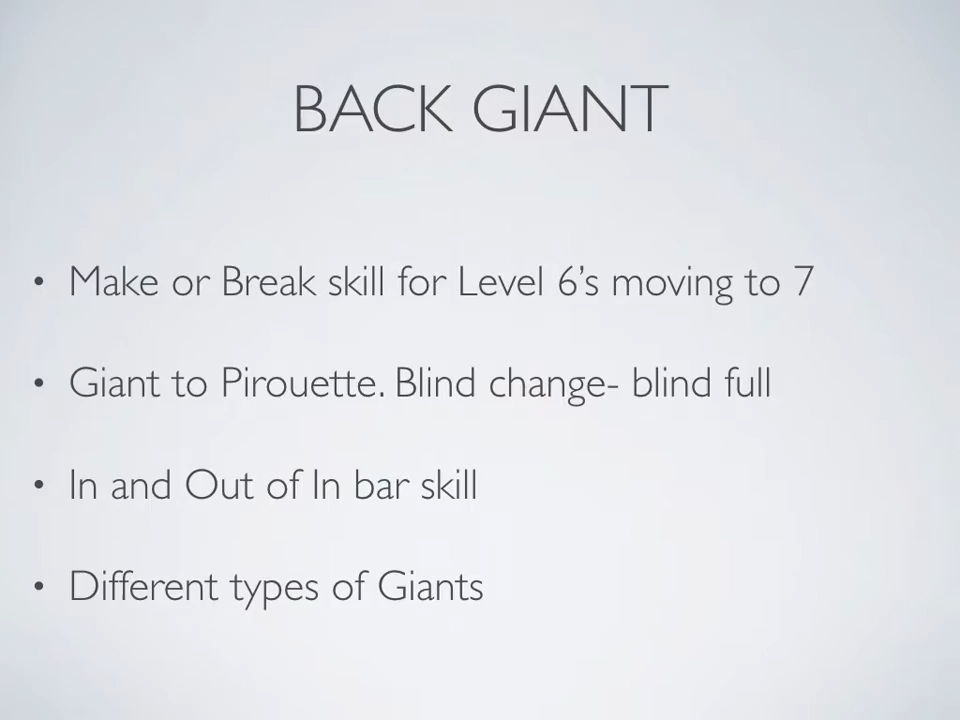 BACK GIANT
• Make or Break skill for Level 6’s moving to 7
• Giant to Pirouette. Blind change- blind full
• In and Out of In bar skill
• Different types of Giants